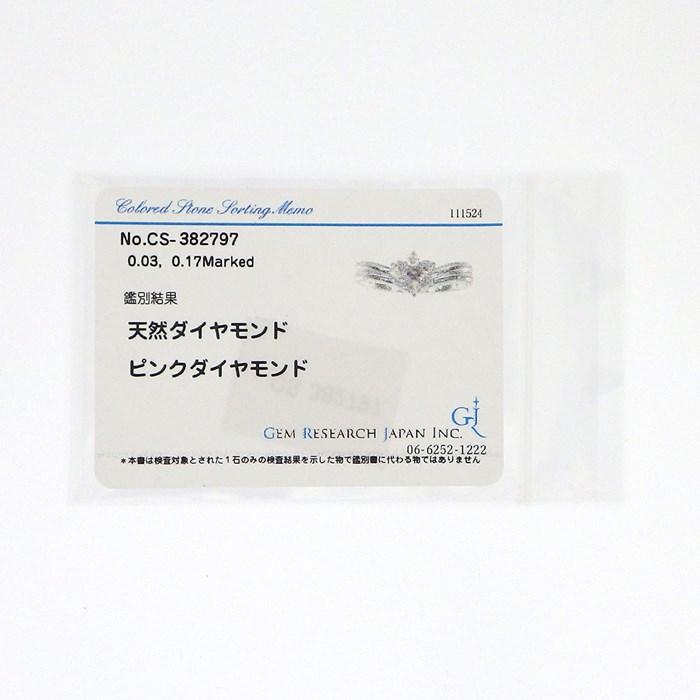 Colored Stone Sorting Memo
111524
No.CS-382797
0.03, 0.17Marked
鑑別結果
天然ダイヤモンド
ピンクダイヤモンド
GJ
GEM RESEARCH JAPAN INC.
06-6252-1222
*本書は検査対象とされた1石のみの検査結果を示した物で鑑別書に代わる物ではありません